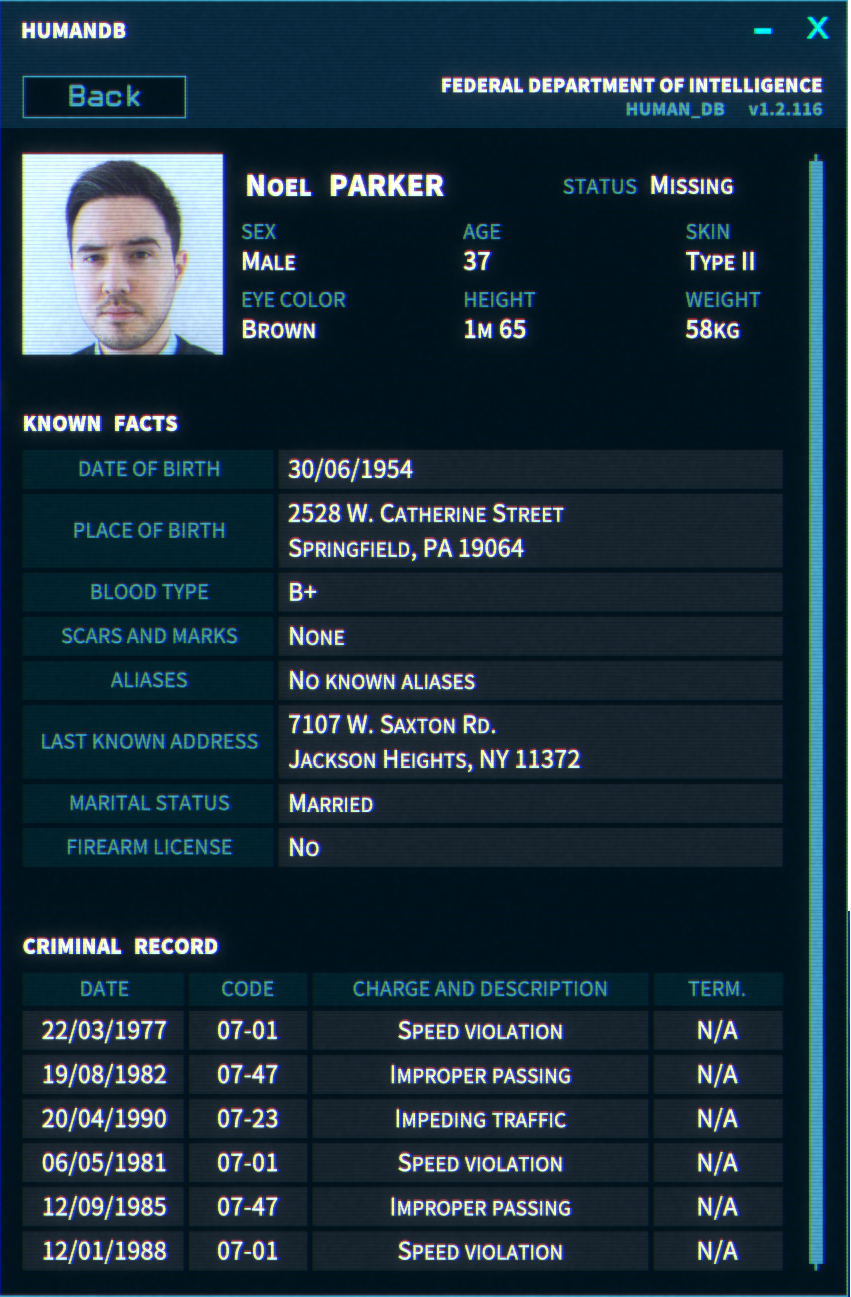 HUMANDB
Back
FEDERAL DEPARTMENT OF INTELLIGENCE
HUMAN_DB v1.2.116
NOEL PARKER STATUS MISSING
SEX AGE SKIN
MALE 37 TYPE II
EYE COLOR HEIGHT WEIGHT
BROWN 1M 65 58KG
KNOWN FACTS
DATE OF BIRTH 30/06/1954
PLACE OF BIRTH 2528 W. CATHERINE STREET
SPRINGFIELD, PA 19064
BLOOD TYPE B+
SCARS AND MARKS NONE
ALIASES NO KNOWN ALIASES
LAST KNOWN ADDRESS 7107 W. SAXTON RD.
JACKSON HEIGHTS, NY 11372
MARITAL STATUS MARRIED
FIREARM LICENSE NO
CRIMINAL RECORD
DATE CODE CHARGE AND DESCRIPTION TERM.
22/03/1977 07-01 SPEED VIOLATION N/A
19/08/1982 07-47 IMPROPER PASSING N/A
20/04/1990 07-23 IMPEDING TRAFFIC N/A
06/05/1981 07-01 SPEED VIOLATION N/A
12/09/1985 07-47 IMPROPER PASSING N/A
12/01/1988 07-01 SPEED VIOLATION N/A